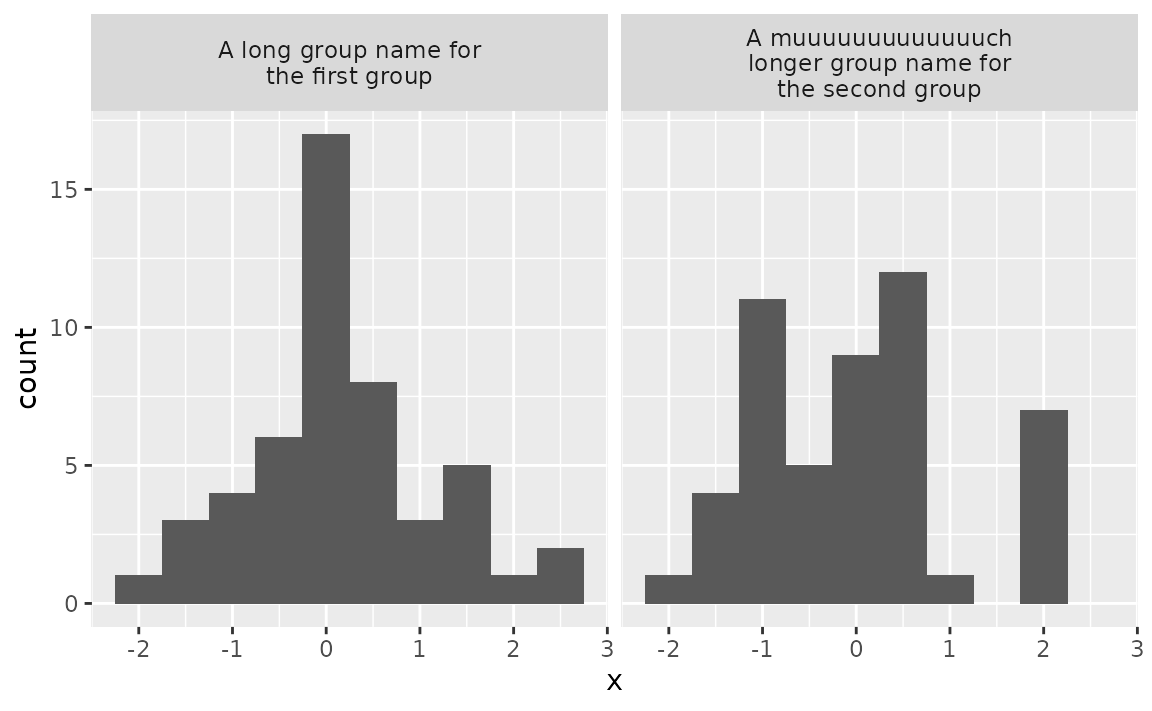 A long group name for
the first group
A muuuuuuuuuuuuuch
longer group name for
the second group
count
15
10
5
0
-2 -1 0 1 2 3
-2 -1 0 1 2 3
x